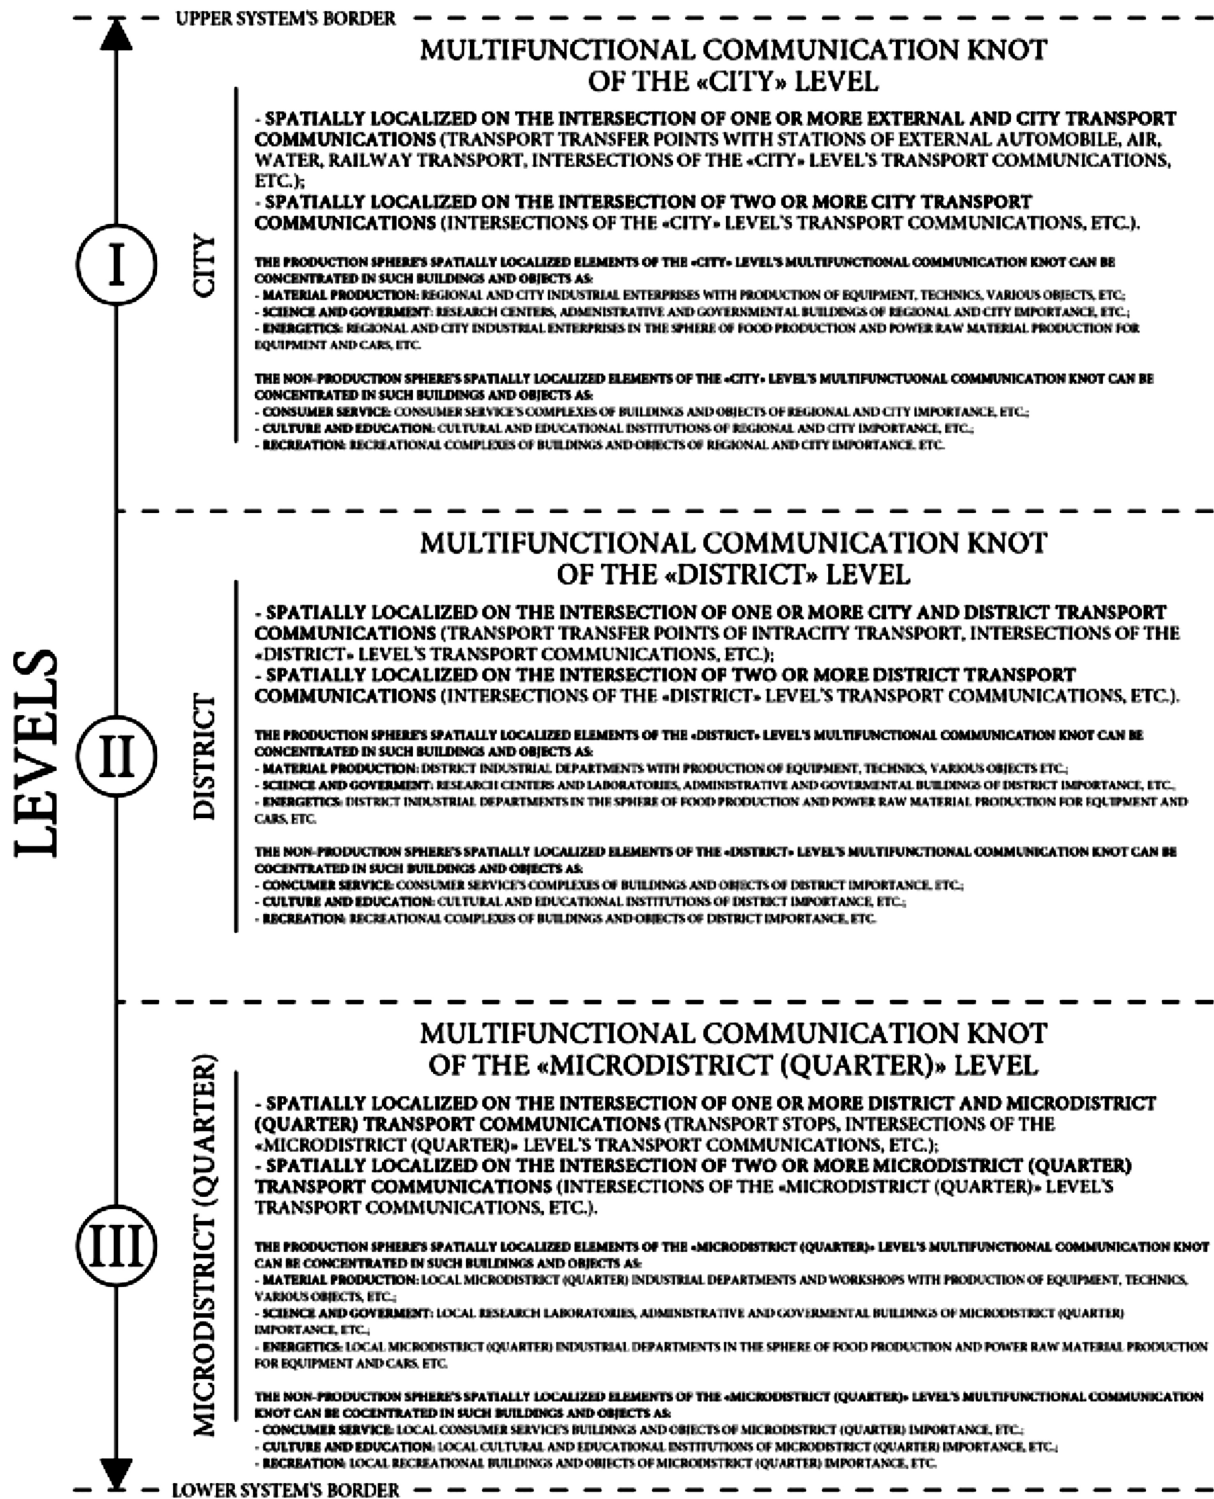 UPPER SYSTEM'S BORDER
LEVELS
I
CITY
MULTIFUNCTIONAL COMMUNICATION KNOT
OF THE «CITY» LEVEL
- SPATIALLY LOCALIZED ON THE INTERSECTION OF ONE OR MORE EXTERNAL AND CITY TRANSPORT
COMMUNICATIONS (TRANSPORT TRANSFER POINTS WITH STATIONS OF EXTERNAL AUTOMOBILE, AIR,
WATER, RAILWAY TRANSPORT, INTERSECTIONS OF THE «CITY» LEVEL'S TRANSPORT COMMUNICATIONS,
ETC.);
- SPATIALLY LOCALIZED ON THE INTERSECTION OF TWO OR MORE CITY TRANSPORT
COMMUNICATIONS (INTERSECTIONS OF THE «CITY» LEVEL'S TRANSPORT COMMUNICATIONS, ETC.).
THE PRODUCTION SPHERE'S SPATIALLY LOCALIZED ELEMENTS OF THE «CITY» LEVEL'S MULTIFUNCTIONAL COMMUNICATION KNOT CAN BE
CONCENTRATED IN SUCH BUILDINGS AND OBJECTS AS:
- MATERIAL PRODUCTION: REGIONAL AND CITY INDUSTRIAL ENTERPRISES WITH PRODUCTION OF EQUIPMENT, TECHNICS, VARIOUS OBJECTS, ETC.;
- SCIENCE AND GOVERMENT: RESEARCH CENTERS, ADMINISTRATIVE AND GOVERNMENTAL BUILDINGS OF REGIONAL AND CITY IMPORTANCE, ETC.;
- ENERGETICS: REGIONAL AND CITY INDUSTRIAL ENTERPRISES IN THE SPHERE OF FOOD PRODUCTION AND POWER RAW MATERIAL PRODUCTION FOR
EQUIPMENT AND CARS, ETC.
THE NON-PRODUCTION SPHERE'S SPATIALLY LOCALIZED ELEMENTS OF THE «CITY» LEVEL'S MULTIFUNCTUONAL COMMUNICATION KNOT CAN BE
CONCENTRATED IN SUCH BUILDINGS AND OBJECTS AS:
- CONSUMER SERVICE: CONSUMER SERVICE'S COMPLEXES OF BUILDINGS AND OBJECTS OF REGIONAL AND CITY IMPORTANCE, ETC.;
- CULTURE AND EDUCATION: CULTURAL AND EDUCATIONAL INSTITUTIONS OF REGIONAL AND CITY IMPORTANCE, ETC.;
- RECREATION: RECREATIONAL COMPLEXES OF BUILDINGS AND OBJECTS OF REGIONAL AND CITY IMPORTANCE, ETC.
II
DISTRICT
MULTIFUNCTIONAL COMMUNICATION KNOT
OF THE «DISTRICT» LEVEL
- SPATIALLY LOCALIZED ON THE INTERSECTION OF ONE OR MORE CITY AND DISTRICT TRANSPORT
COMMUNICATIONS (TRANSPORT TRANSFER POINTS OF INTRACITY TRANSPORT, INTERSECTIONS OF THE
«DISTRICT» LEVEL'S TRANSPORT COMMUNICATIONS, ETC.);
- SPATIALLY LOCALIZED ON THE INTERSECTION OF TWO OR MORE DISTRICT TRANSPORT
COMMUNICATIONS (INTERSECTIONS OF THE «DISTRICT» LEVEL'S TRANSPORT COMMUNICATIONS, ETC.).
THE PRODUCTION SPHERE'S SPATIALLY LOCALIZED ELEMENTS OF THE «DISTRICT» LEVEL'S MULTIFUNCTIONAL COMMUNICATION KNOT CAN BE
CONCENTRATED IN SUCH BUILDINGS AND OBJECTS AS:
- MATERIAL PRODUCTION: DISTRICT INDUSTRIAL DEPARTMENTS WITH PRODUCTION OF EQUIPMENT, TECHNICS, VARIOUS OBJECTS ETC.;
- SCIENCE AND GOVERMENT: RESEARCH CENTERS AND LABORATORIES, ADMINISTRATIVE AND GOVERMENTAL BUILDINGS OF DISTRICT IMPORTANCE, ETC.;
- ENERGETICS: DISTRICT INDUSTRIAL DEPARTMENTS IN THE SPHERE OF FOOD PRODUCTION AND POWER RAW MATERIAL PRODUCTION FOR EQUIPMENT AND
CARS, ETC.
THE NON-PRODUCTION SPHERE'S SPATIALLY LOCALIZED ELEMENTS OF THE «DISTRICT» LEVEL'S MULTIFUNCTIONAL COMMUNICATION KNOT CAN BE
COCENTRATED IN SUCH BUILDINGS AND OBJECTS AS:
- CONCUMER SERVICE: CONSUMER SERVICE'S COMPLEXES OF BUILDINGS AND OBJECTS OF DISTRICT IMPORTANCE, ETC.;
- CULTURE AND EDUCATION: CULTURAL AND EDUCATIONAL INSTITUTIONS OF DISTRICT IMPORTANCE, ETC.;
- RECREATION: RECREATIONAL COMPLEXES OF BUILDINGS AND OBJECTS OF DISTRICT IMPORTANCE, ETC.
III
MICRODISTRICT (QUARTER)
MULTIFUNCTIONAL COMMUNICATION KNOT
OF THE «MICRODISTRICT (QUARTER)» LEVEL
- SPATIALLY LOCALIZED ON THE INTERSECTION OF ONE OR MORE DISTRICT AND MICRODISTRICT
(QUARTER) TRANSPORT COMMUNICATIONS (TRANSPORT STOPS, INTERSECTIONS OF THE
«MICRODISTRICT (QUARTER)» LEVEL'S TRANSPORT COMMUNICATIONS, ETC.);
- SPATIALLY LOCALIZED ON THE INTERSECTION OF TWO OR MORE MICRODISTRICT (QUARTER)
TRANSPORT COMMUNICATIONS (INTERSECTIONS OF THE «MICRODISTRICT (QUARTER)» LEVEL'S
TRANSPORT COMMUNICATIONS, ETC.).
THE PRODUCTION SPHERE'S SPATIALLY LOCALIZED ELEMENTS OF THE «MICRODISTRICT (QUARTER)» LEVEL'S MULTIFUNCTIONAL COMMUNICATION KNOT
CAN BE CONCENTRATED IN SUCH BUILDINGS AND OBJECTS AS:
- MATERIAL PRODUCTION: LOCAL MICRODISTRICT (QUARTER) INDUSTRIAL DEPARTMENTS AND WORKSHOPS WITH PRODUCTION OF EQUIPMENT, TECHNICS,
VARIOUS OBJECTS, ETC.;
- SCIENCE AND GOVERMENT: LOCAL RESEARCH LABORATORIES, ADMINISTRATIVE AND GOVERMENTAL BUILDINGS OF MICRODISTRICT (QUARTER)
IMPORTANCE, ETC.;
- ENERGETICS: LOCAL MICRODISTRICT (QUARTER) INDUSTRIAL DEPARTMENTS IN THE SPHERE OF FOOD PRODUCTION AND POWER RAW MATERIAL PRODUCTION
FOR EQUIPMENT AND CARS, ETC.
THE NON-PRODUCTION SPHERE'S SPATIALLY LOCALIZED ELEMENTS OF THE «MICRODISTRICT (QUARTER)» LEVEL'S MULTIFUNCTIONAL COMMUNICATION
KNOT CAN BE COCENTRATED IN SUCH BUILDINGS AND OBJECTS AS:
- CONCUMER SERVICE: LOCAL CONSUMER SERVICE'S BUILDINGS AND OBJECTS OF MICRODISTRICT (QUARTER) IMPORTANCE, ETC.;
- CULTURE AND EDUCATION: LOCAL CULTURAL AND EDUCATIONAL INSTITUTIONS OF MICRODISTRICT (QUARTER) IMPORTANCE, ETC.;
- RECREATION: LOCAL RECREATIONAL BUILDINGS AND OBJECTS OF MICRODISTRICT (QUARTER) IMPORTANCE, ETC.
LOWER SYSTEM'S BORDER